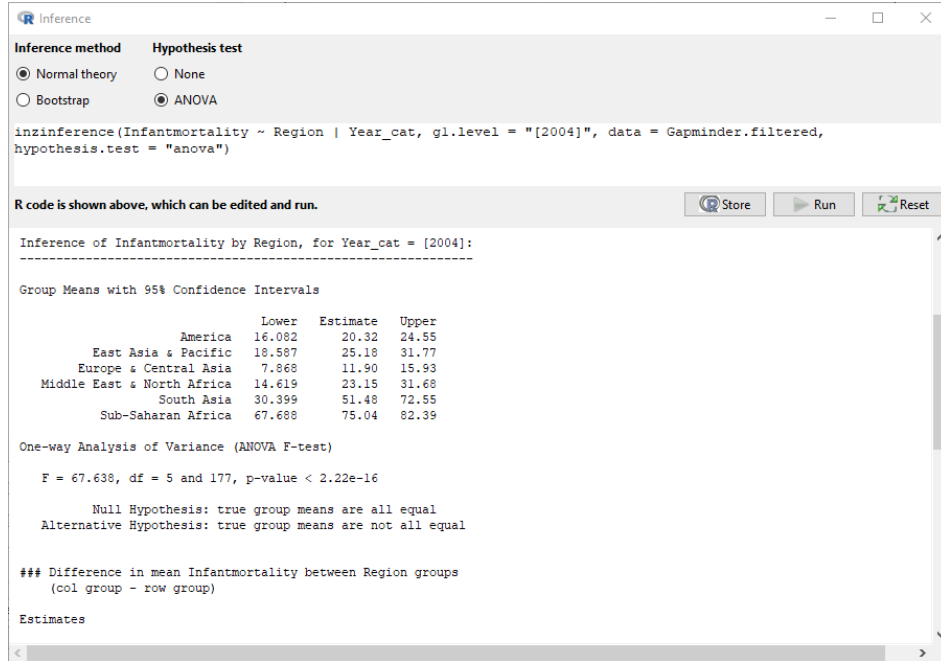 Inference
Inference method Hypothesis test
Normal theory None
Bootstrap ANOVA
inzinference(Infantmortality ~ Region | Year_cat, g1.level = "[2004]", data = Gapminder.filtered,
hypothesis.test = "anova")
R code is shown above, which can be edited and run. Store Run Reset
Inference of Infantmortality by Region, for Year_cat = [2004]:
--------------------------------------------------------------
Group Means with 95% Confidence Intervals
Lower Estimate Upper
America 16.082 20.32 24.55
East Asia & Pacific 18.587 25.18 31.77
Europe & Central Asia 7.868 11.90 15.93
Middle East & North Africa 14.619 23.15 31.68
South Asia 30.399 51.48 72.55
Sub-Saharan Africa 67.688 75.04 82.39
One-way Analysis of Variance (ANOVA F-test)
F = 67.638, df = 5 and 177, p-value < 2.22e-16
Null Hypothesis: true group means are all equal
Alternative Hypothesis: true group means are not all equal
### Difference in mean Infantmortality between Region groups
(col group - row group)
Estimates